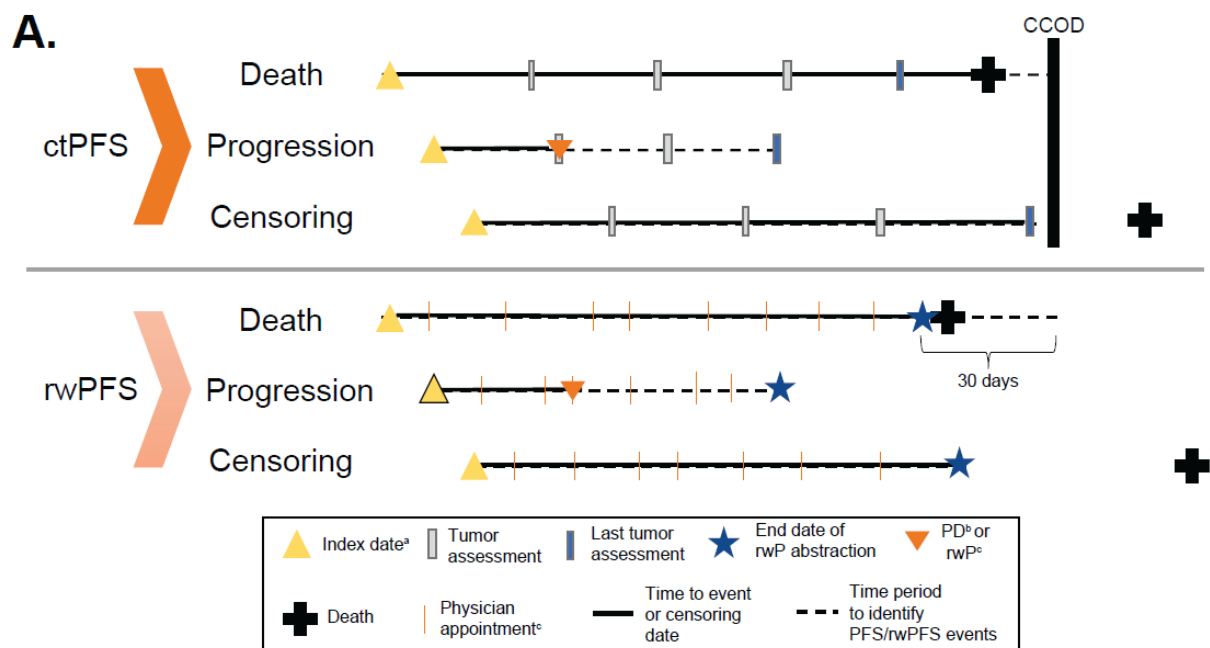 A.
CCOD
ctPFS
Death
Progression
Censoring
rwPFS
Death
30 days
Progression
Censoring
Index dateᵃ
Tumor
assessment
Last tumor
assessment
End date of
rwP abstraction
PDᵇ or
rwPᶜ
Death
Physician
appointmentᶜ
Time to event
or censoring
date
Time period
to identify
PFS/rwPFS events